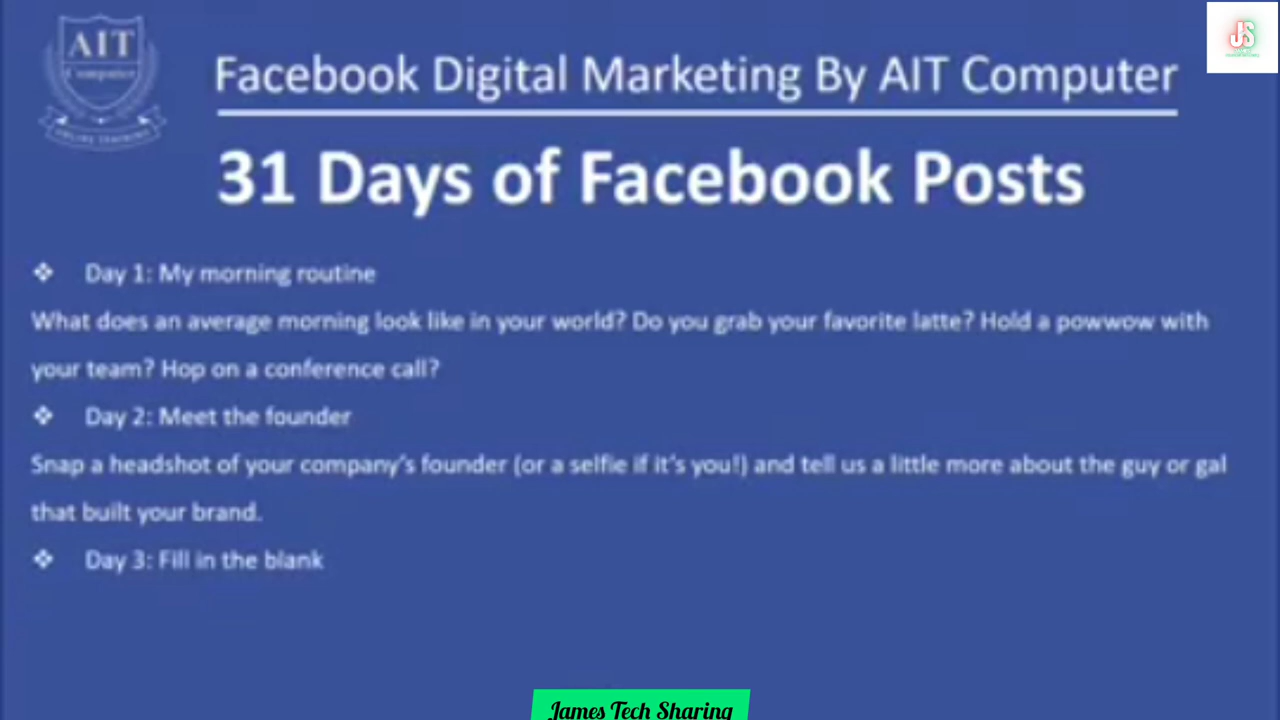 AIT
Computer
ONLINE TRAINING
JS
Facebook Digital Marketing By AIT Computer
31 Days of Facebook Posts
❖ Day 1: My morning routine
What does an average morning look like in your world? Do you grab your favorite latte? Hold a powwow with
your team? Hop on a conference call?
❖ Day 2: Meet the founder
Snap a headshot of your company's founder (or a selfie if it's you!) and tell us a little more about the guy or gal
that built your brand.
❖ Day 3: Fill in the blank
James Tech Sharing